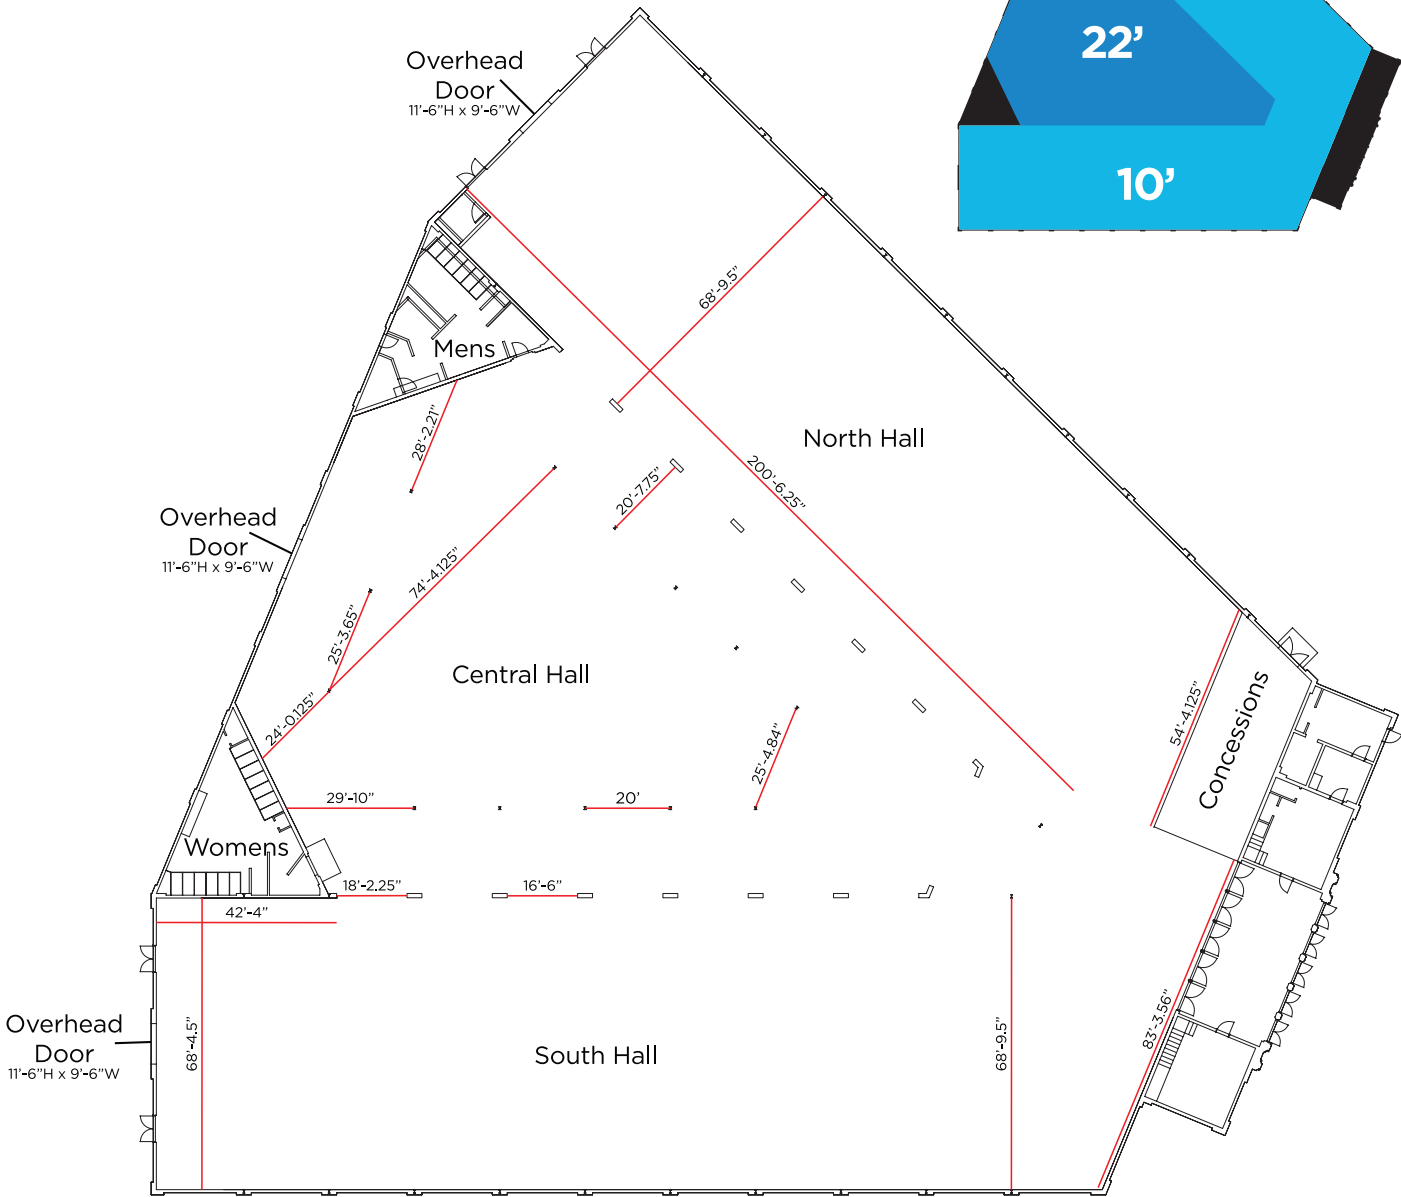 22’
10’
Overhead
Door
11’-6”H x 9’-6”W
68’-9.5”
Mens
28’-2.21”
North Hall
200’-6.25”
20’-7.75”
Overhead
Door
11’-6”H x 9’-6”W
74’-4.125”
25’-3.65”
Central Hall
24’-0.125”
54’-4.125”
Concessions
25’-4.84”
29’-10”
20’
Womens
18’-2.25”
16’-6”
42’-4”
Overhead
Door
11’-6”H x 9’-6”W
68’-4.5”
South Hall
68’-9.5”
83’-3.56”